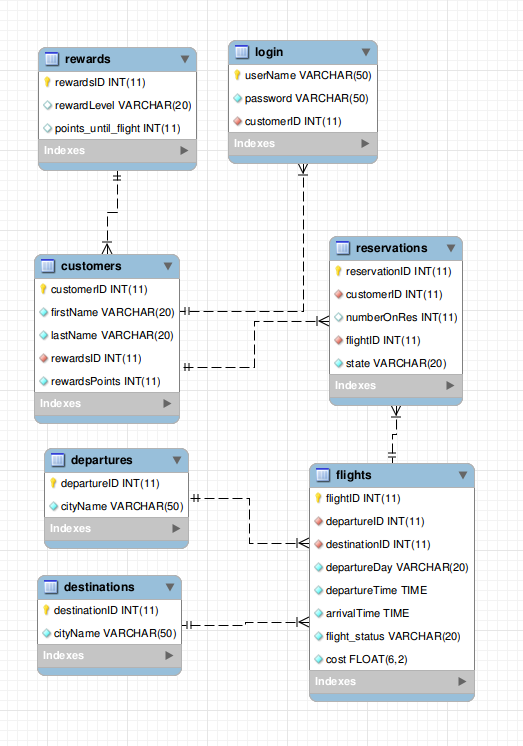 rewards
rewardsID INT(11)
rewardLevel VARCHAR(20)
points_until_flight INT(11)
Indexes
login
userName VARCHAR(50)
password VARCHAR(50)
customerID INT(11)
Indexes
customers
customerID INT(11)
firstName VARCHAR(20)
lastName VARCHAR(20)
rewardsID INT(11)
rewardsPoints INT(11)
Indexes
reservations
reservationID INT(11)
customerID INT(11)
numberOnRes INT(11)
flightID INT(11)
state VARCHAR(20)
Indexes
departures
departureID INT(11)
cityName VARCHAR(50)
Indexes
destinations
destinationID INT(11)
cityName VARCHAR(50)
Indexes
flights
flightID INT(11)
departureID INT(11)
destinationID INT(11)
departureDay VARCHAR(20)
departureTime TIME
arrivalTime TIME
flight_status VARCHAR(20)
cost FLOAT(6,2)
Indexes